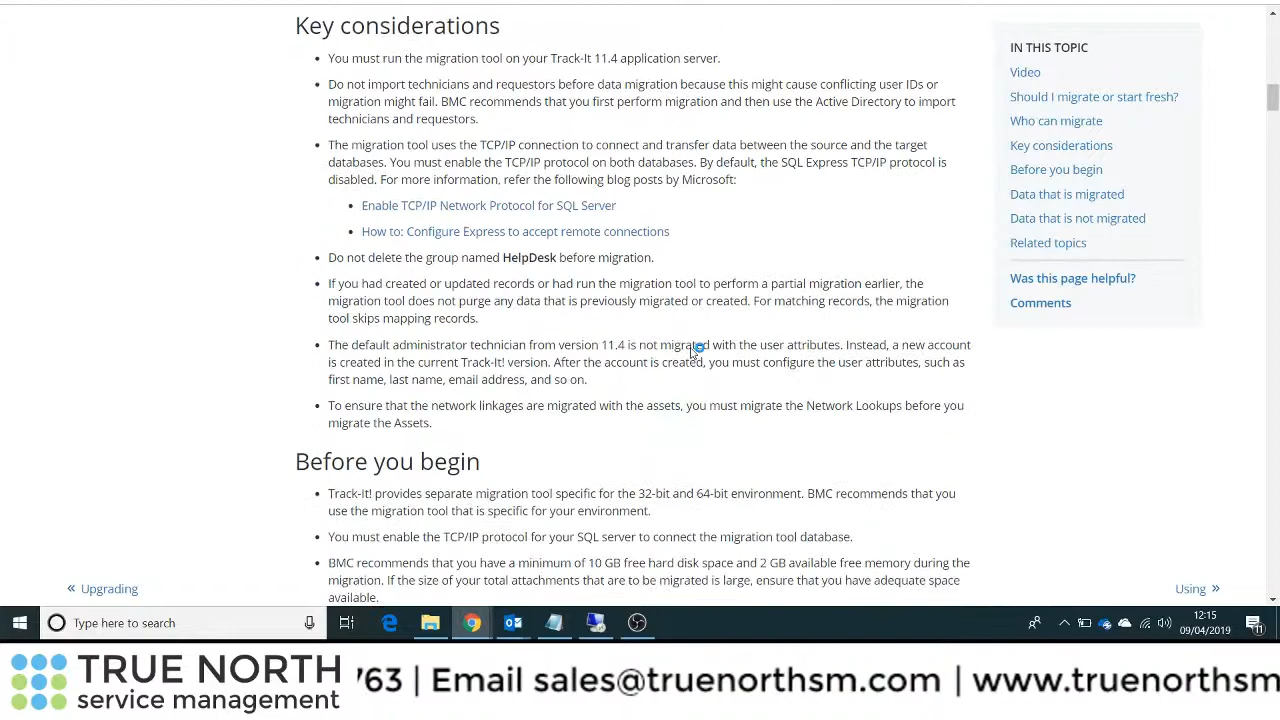 Key considerations
• You must run the migration tool on your Track-It 11.4 application server.
• Do not import technicians and requestors before data migration because this might cause conflicting user IDs or
migration might fail. BMC recommends that you first perform migration and then use the Active Directory to import
technicians and requestors.
• The migration tool uses the TCP/IP connection to connect and transfer data between the source and the target
databases. You must enable the TCP/IP protocol on both databases. By default, the SQL Express TCP/IP protocol is
disabled. For more information, refer the following blog posts by Microsoft:
• Enable TCP/IP Network Protocol for SQL Server
• How to: Configure Express to accept remote connections
• Do not delete the group named HelpDesk before migration.
• If you had created or updated records or had run the migration tool to perform a partial migration earlier, the
migration tool does not purge any data that is previously migrated or created. For matching records, the migration
tool skips mapping records.
• The default administrator technician from version 11.4 is not migrated with the user attributes. Instead, a new account
is created in the current Track-It! version. After the account is created, you must configure the user attributes, such as
first name, last name, email address, and so on.
• To ensure that the network linkages are migrated with the assets, you must migrate the Network Lookups before you
migrate the Assets.
Before you begin
• Track-It! provides separate migration tool specific for the 32-bit and 64-bit environment. BMC recommends that you
use the migration tool that is specific for your environment.
• You must enable the TCP/IP protocol for your SQL server to connect the migration tool database.
• BMC recommends that you have a minimum of 10 GB free hard disk space and 2 GB available free memory during the
migration. If the size of your total attachments that are to be migrated is large, ensure that you have adequate space
available.
IN THIS TOPIC
Video
Should I migrate or start fresh?
Who can migrate
Key considerations
Before you begin
Data that is migrated
Data that is not migrated
Related topics
Was this page helpful?
Comments
« Upgrading
Using »
Type here to search
12:15
09/04/2019
11
TRUE NORTH
service management
763 | Email sales@truenorthsm.com | www.truenorthsm